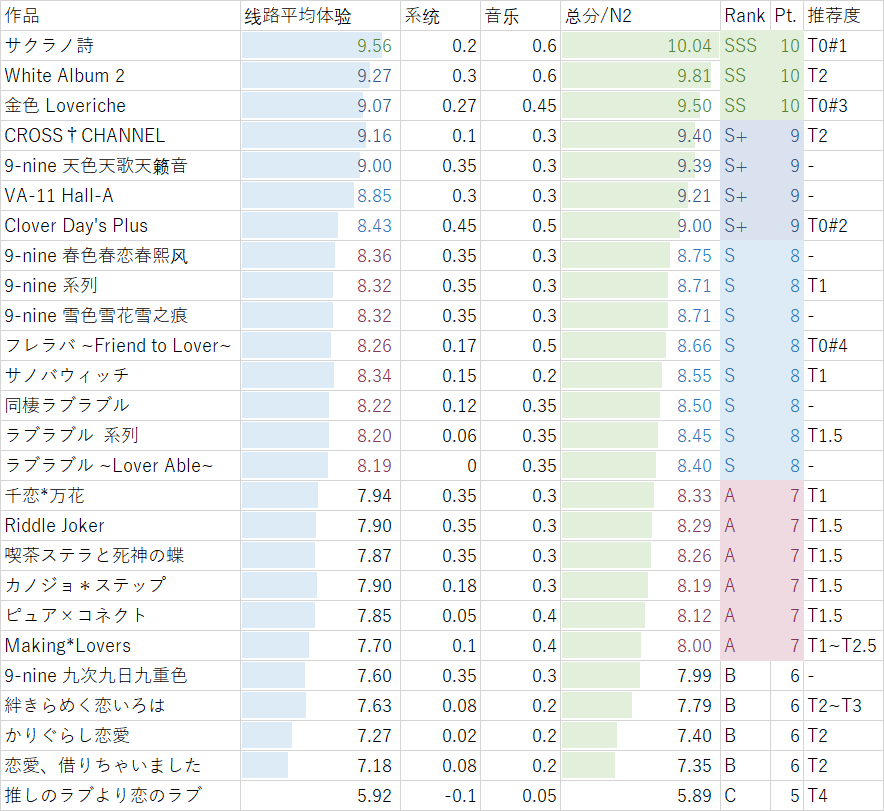 作品 线路平均体验 系统 音乐 总分/N2 Rank Pt. 推荐度
サクラノ詩 9.56 0.2 0.6 10.04 SSS 10 T0#1
White Album 2 9.27 0.3 0.6 9.81 SS 10 T2
金色 Loveriche 9.07 0.27 0.45 9.50 SS 10 T0#3
CROSS†CHANNEL 9.16 0.1 0.3 9.40 S+ 9 T2
9-nine 天色天歌天籁音 9.00 0.35 0.3 9.39 S+ 9 -
VA-11 Hall-A 8.85 0.3 0.3 9.21 S+ 9 -
Clover Day's Plus 8.43 0.45 0.5 9.00 S+ 9 T0#2
9-nine 春色春恋春熙风 8.36 0.35 0.3 8.75 S 8 -
9-nine 系列 8.32 0.35 0.3 8.71 S 8 T1
9-nine 雪色雪花雪之痕 8.32 0.35 0.3 8.71 S 8 -
フレラバ ~Friend to Lover~ 8.26 0.17 0.5 8.66 S 8 T0#4
サノバウィッチ 8.34 0.15 0.2 8.55 S 8 T1
同棲ラブラブル 8.22 0.12 0.35 8.50 S 8 -
ラブラブル 系列 8.20 0.06 0.35 8.45 S 8 T1.5
ラブラブル ~Lover Able~ 8.19 0 0.35 8.40 S 8 -
千恋*万花 7.94 0.35 0.3 8.33 A 7 T1
Riddle Joker 7.90 0.35 0.3 8.29 A 7 T1.5
喫茶ステラと死神の蝶 7.87 0.35 0.3 8.26 A 7 T1.5
カノジョ＊ステップ 7.90 0.18 0.3 8.19 A 7 T1.5
ピュア×コネクト 7.85 0.05 0.4 8.12 A 7 T1.5
Making*Lovers 7.70 0.1 0.4 8.00 A 7 T1~T2.5
9-nine 九次九日九重色 7.60 0.35 0.3 7.99 B 6 -
絆きらめく恋いろは 7.63 0.08 0.2 7.79 B 6 T2~T3
かりぐらし恋愛 7.27 0.02 0.2 7.40 B 6 T2
恋愛、借りちゃいました 7.18 0.08 0.2 7.35 B 6 T2
推しのラブより恋のラブ 5.92 -0.1 0.05 5.89 C 5 T4